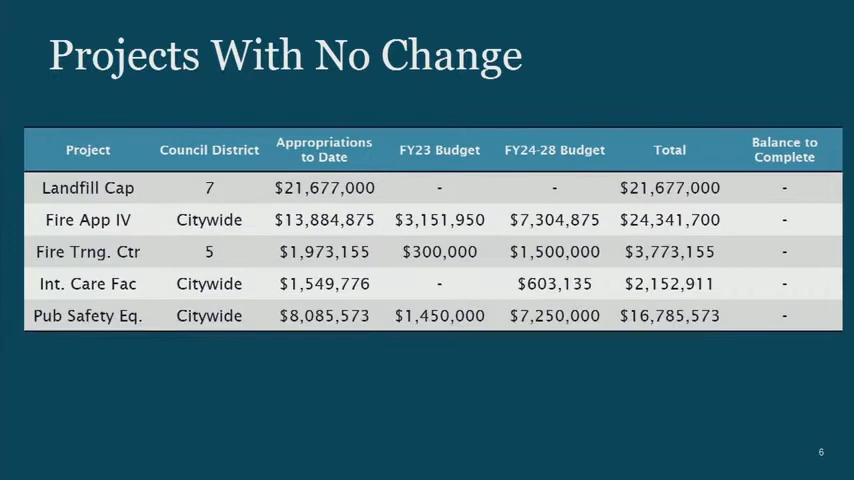 Projects With No Change
Project Council District Appropriations to Date FY23 Budget FY24-28 Budget Total Balance to Complete
Landfill Cap 7 $21,677,000 - - $21,677,000 -
Fire App IV Citywide $13,884,875 $3,151,950 $7,304,875 $24,341,700 -
Fire Trng. Ctr 5 $1,973,155 $300,000 $1,500,000 $3,773,155 -
Int. Care Fac Citywide $1,549,776 - $603,135 $2,152,911 -
Pub Safety Eq. Citywide $8,085,573 $1,450,000 $7,250,000 $16,785,573 -
6